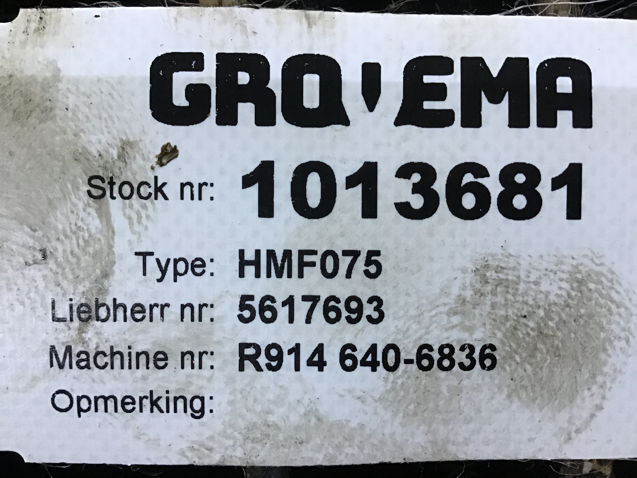 GROVEMA
Stock nr: 1013681
Type: HMF075
Liebherr nr: 5617693
Machine nr: R914 640-6836
Opmerking: